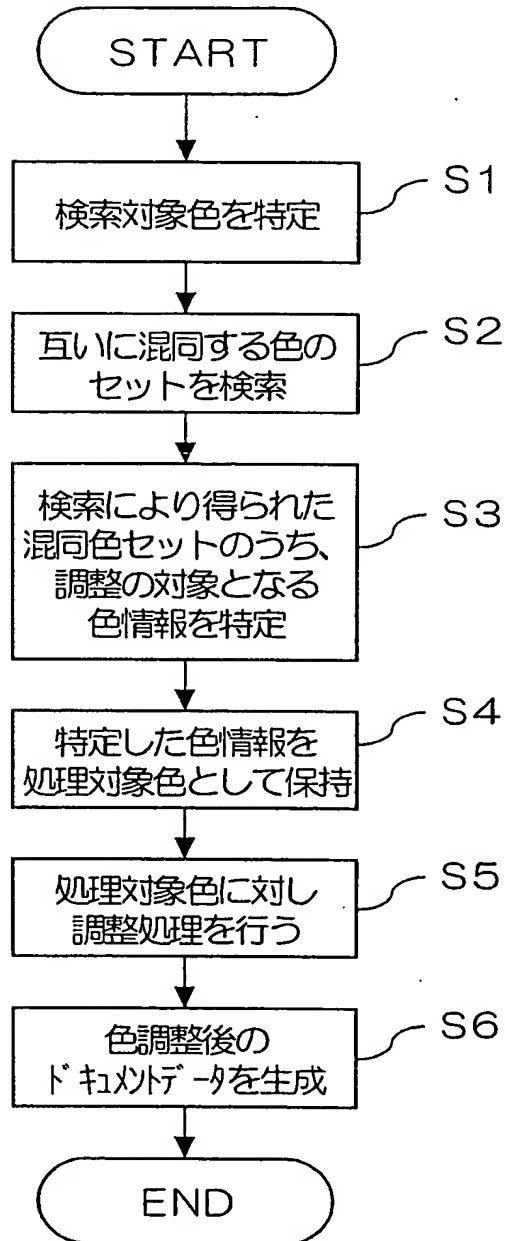 START
検索対象色を特定
S1
互いに混同する色の
セットを検索
S2
検索により得られた
混同色セットのうち、
調整の対象となる
色情報を特定
S3
特定した色情報を
処理対象色として保持
S4
処理対象色に対し
調整処理を行う
S5
色調整後の
ﾄﾞｷｭﾒﾝﾄﾃﾞｰﾀを生成
S6
END